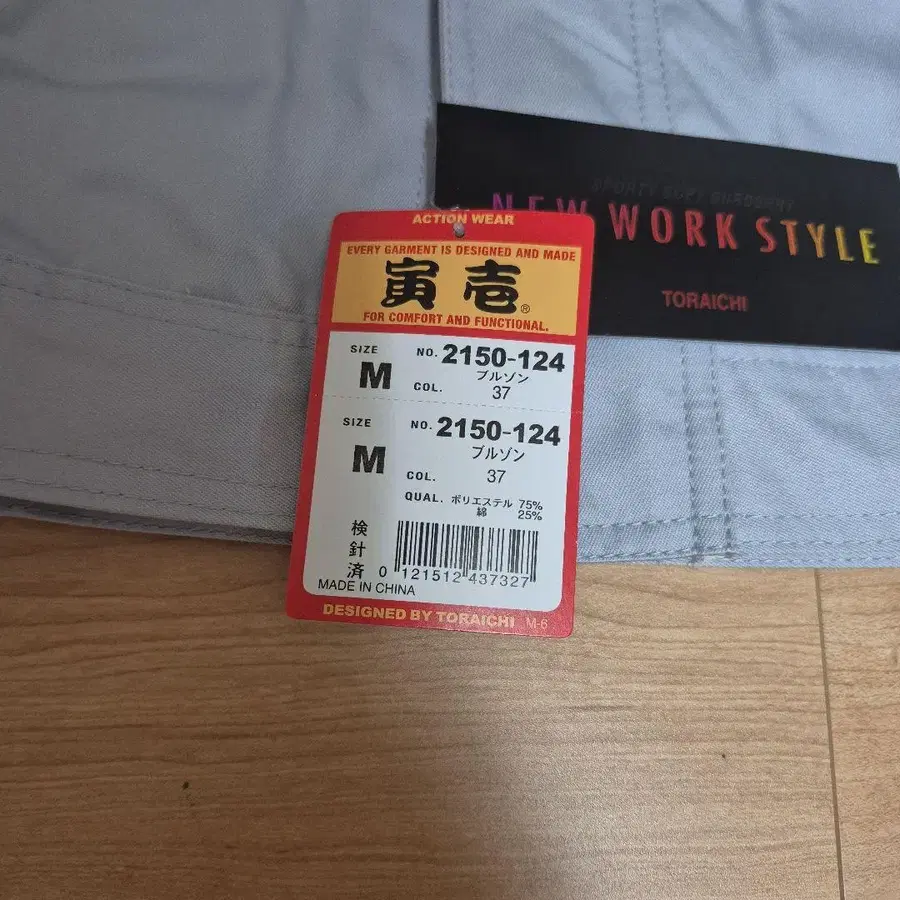 NEW WORK STYLE
TORAICHI
ACTION WEAR
EVERY GARMENT IS DESIGNED AND MADE
寅壱®
FOR COMFORT AND FUNCTIONAL.
SIZE NO. 2150-124
M ブルゾン
COL. 37
SIZE NO. 2150-124
M ブルゾン
COL. 37
QUAL. ポリエステル 75%
綿 25%
検針済
0 121512 437327
MADE IN CHINA
DESIGNED BY TORAICHI M-6